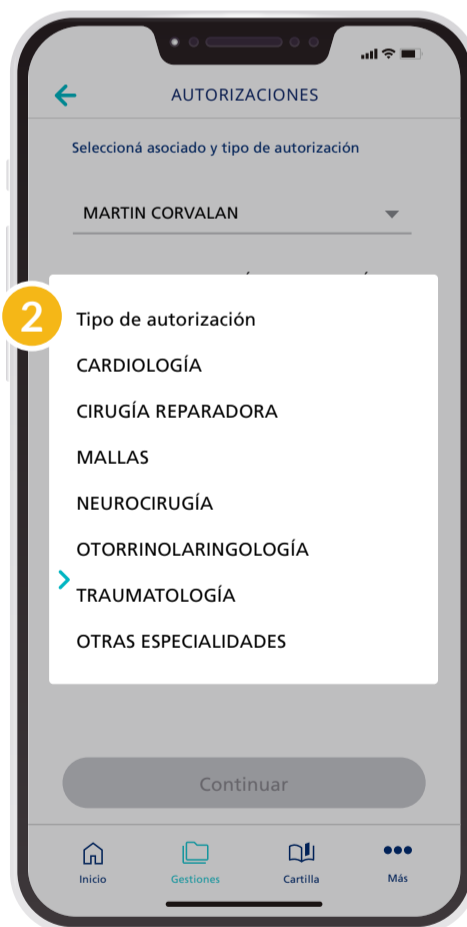 AUTORIZACIONES
Seleccioná asociado y tipo de autorización
MARTIN CORVALAN
2
Tipo de autorización
CARDIOLOGÍA
CIRUGÍA REPARADORA
MALLAS
NEUROCIRUGÍA
OTORRINOLARINGOLOGÍA
TRAUMATOLOGÍA
OTRAS ESPECIALIDADES
Continuar
Inicio Gestiones Cartilla Más